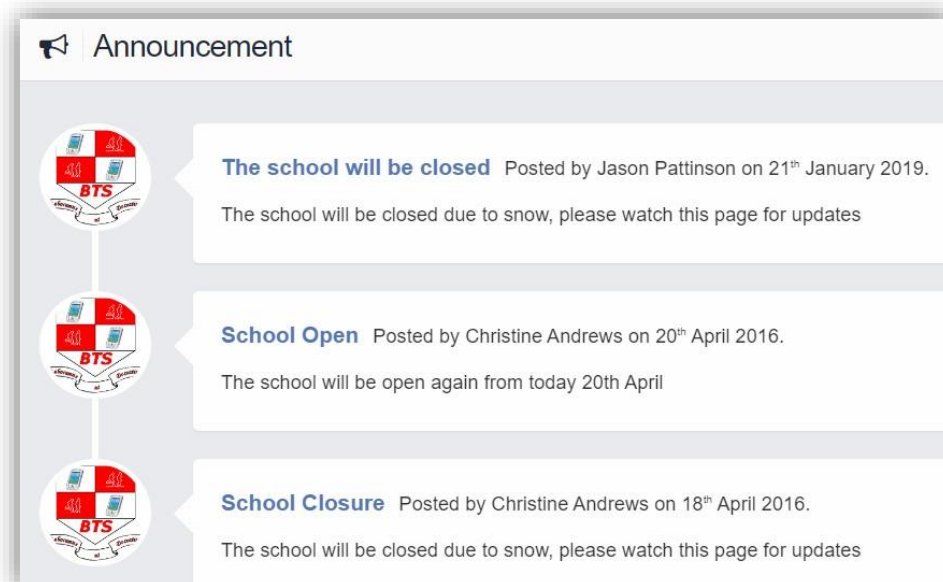 Announcement
The school will be closed Posted by Jason Pattinson on 21th January 2019.
The school will be closed due to snow, please watch this page for updates
BTS
School Open Posted by Christine Andrews on 20th April 2016.
The school will be open again from today 20th April
BTS
School Closure Posted by Christine Andrews on 18th April 2016.
The school will be closed due to snow, please watch this page for updates
BTS